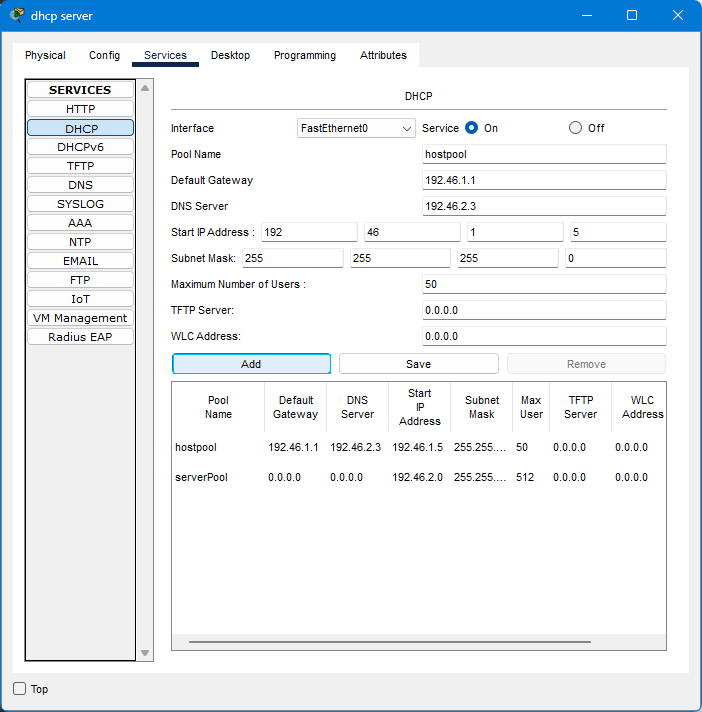 dhcp server
Physical Config Services Desktop Programming Attributes
SERVICES
HTTP
DHCP
DHCPv6
TFTP
DNS
SYSLOG
AAA
NTP
EMAIL
FTP
IoT
VM Management
Radius EAP
DHCP
Interface FastEthernet0 Service On Off
Pool Name hostpool
Default Gateway 192.46.1.1
DNS Server 192.46.2.3
Start IP Address : 192 46 1 5
Subnet Mask: 255 255 255 0
Maximum Number of Users : 50
TFTP Server: 0.0.0.0
WLC Address: 0.0.0.0
Add Save Remove
Pool Name Default Gateway DNS Server Start IP Address Subnet Mask Max User TFTP Server WLC Address
hostpool 192.46.1.1 192.46.2.3 192.46.1.5 255.255.... 50 0.0.0.0 0.0.0.0
serverPool 0.0.0.0 0.0.0.0 192.46.2.0 255.255.... 512 0.0.0.0 0.0.0.0
Top